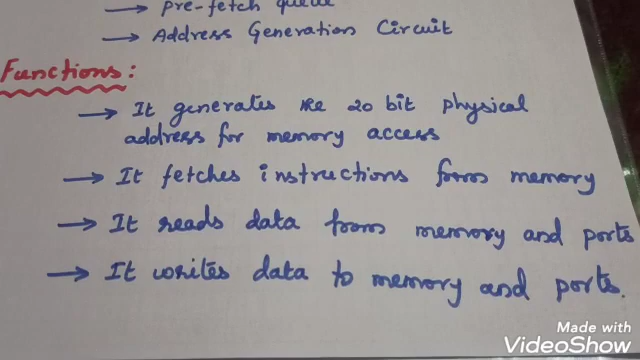 → Pre-fetch queue
→ Address Generation Circuit
Functions:
→ It generates the 20 bit physical
address for memory access
→ It fetches instructions from memory
→ It reads data from memory and ports
→ It writes data to memory and ports.
Made with
VideoShow